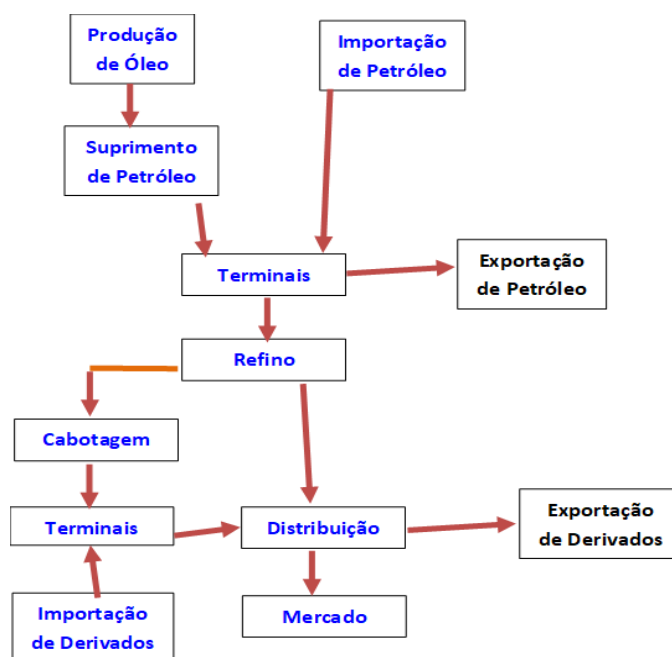 Produção
de Óleo
Importação
de Petróleo
Suprimento
de Petróleo
Terminais
Exportação
de Petróleo
Refino
Cabotagem
Terminais
Distribuição
Exportação
de Derivados
Importação
de Derivados
Mercado